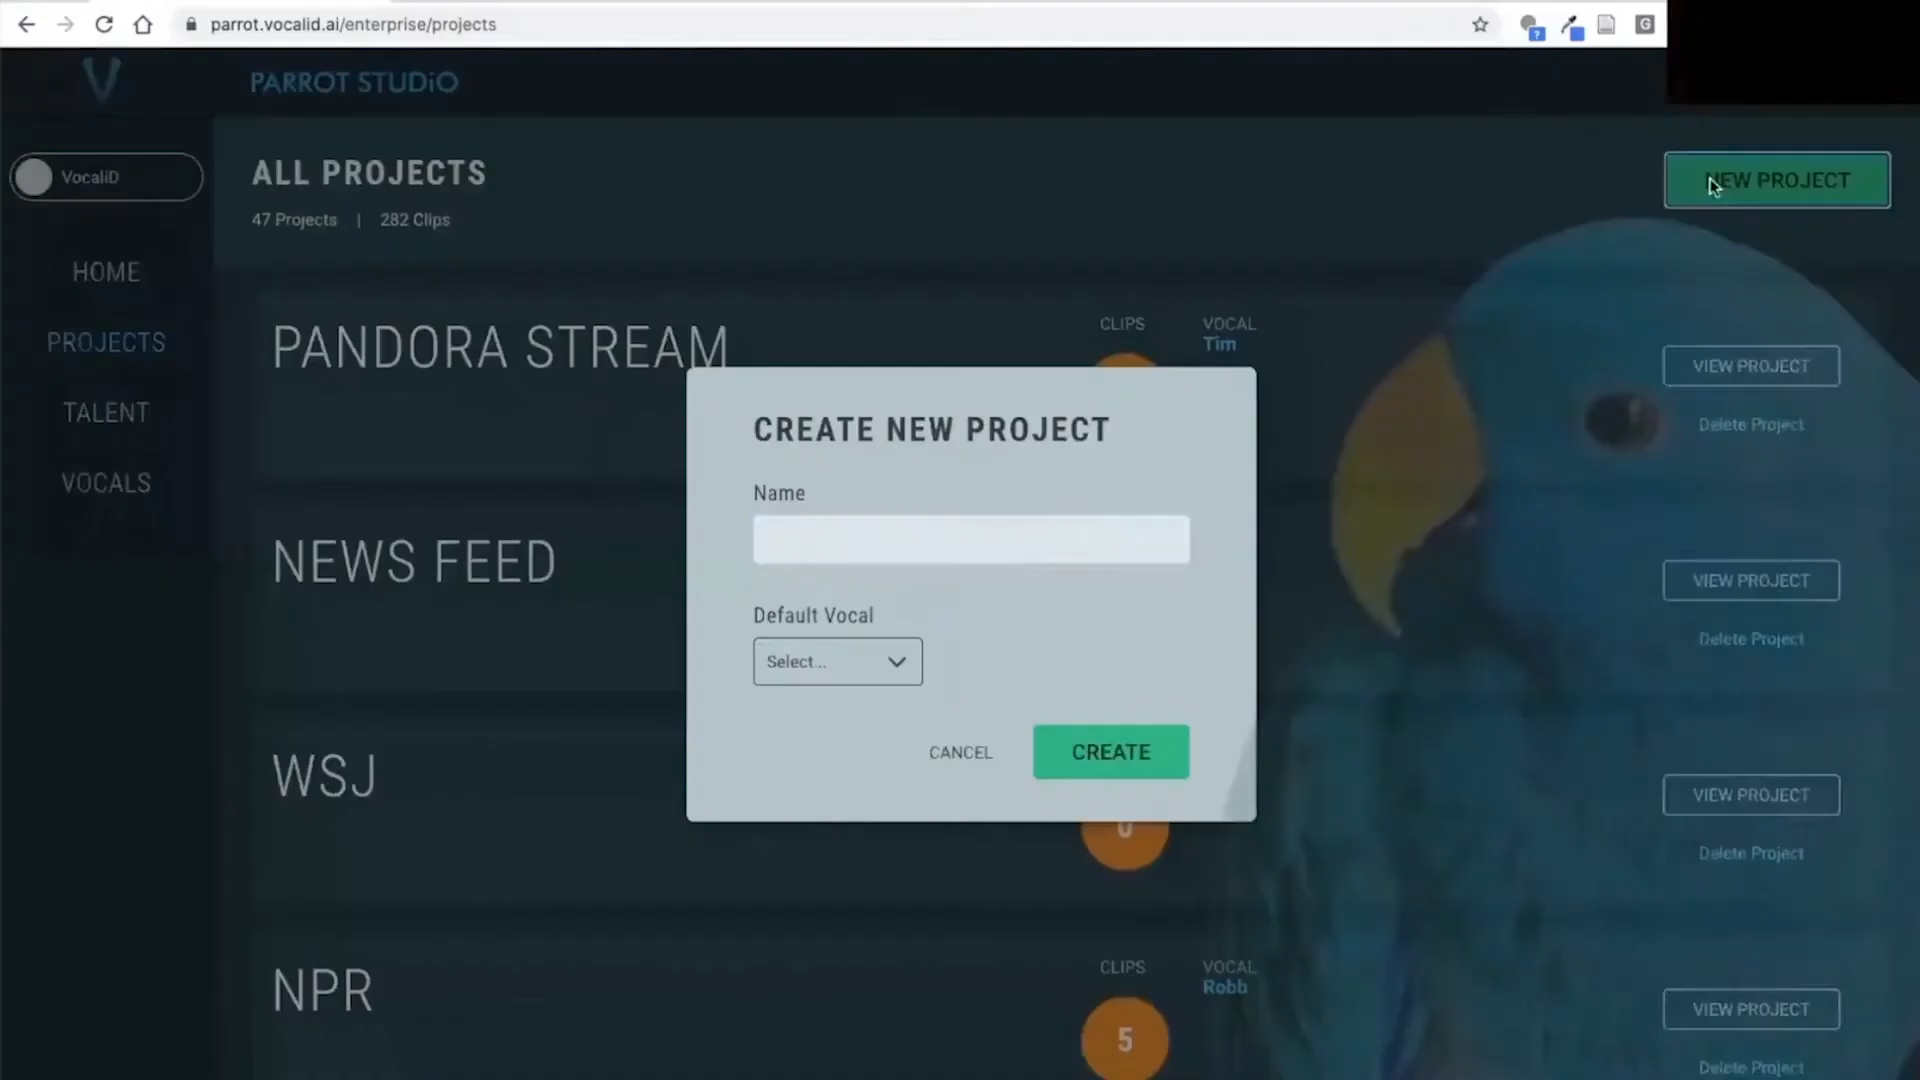 parrot.vocalid.ai/enterprise/projects
PARROT STUDiO
VocaliD
HOME
PROJECTS
TALENT
VOCALS
ALL PROJECTS
47 Projects | 282 Clips
NEW PROJECT
PANDORA STREAM
CLIPS
VOCAL
Tim
VIEW PROJECT
Delete Project
NEWS FEED
VIEW PROJECT
Delete Project
WSJ
VIEW PROJECT
Delete Project
NPR
CLIPS
5
VOCAL
Robb
VIEW PROJECT
Delete Project
CREATE NEW PROJECT
Name
Default Vocal
Select...
CANCEL
CREATE